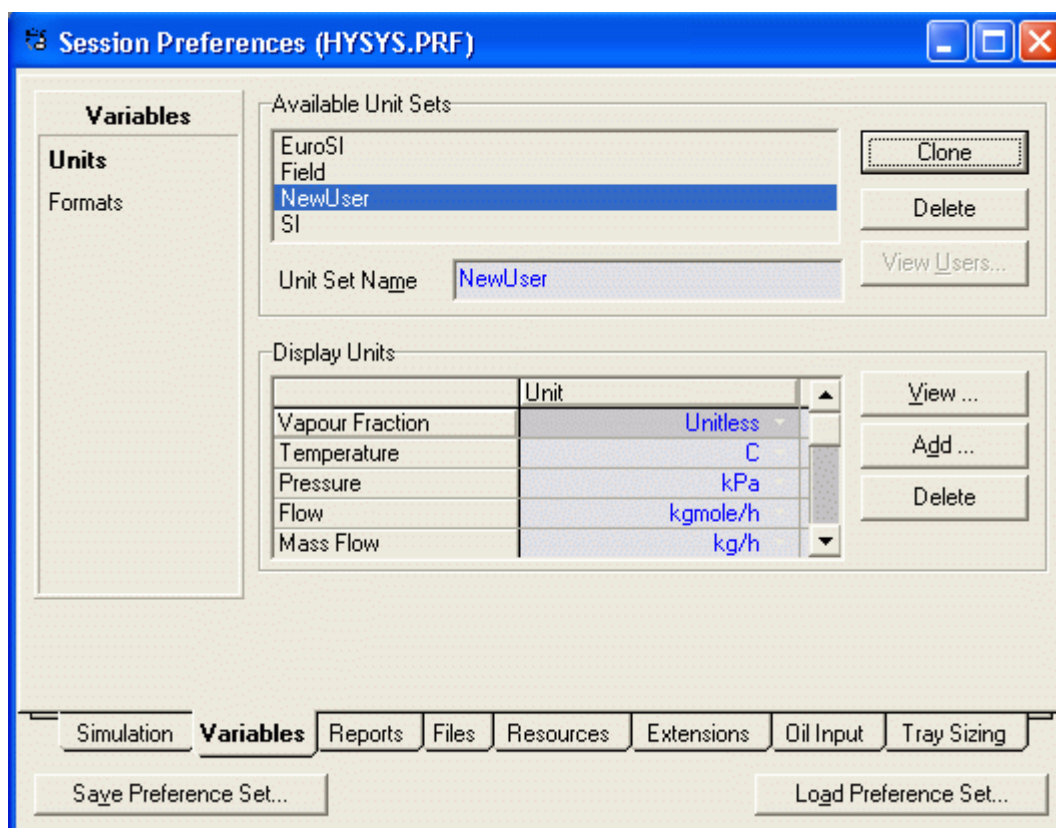 Session Preferences (HYSYS.PRF)
Variables
Units
Formats
Available Unit Sets
EuroSI
Field
NewUser
SI
Unit Set Name NewUser
Clone
Delete
View Users...
Display Units
Unit
Vapour Fraction Unitless
Temperature C
Pressure kPa
Flow kgmole/h
Mass Flow kg/h
View ...
Add ...
Delete
Simulation Variables Reports Files Resources Extensions Oil Input Tray Sizing
Save Preference Set... Load Preference Set...